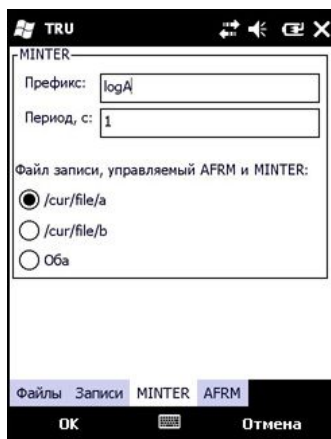 TRU
MINTER
Префикс: logA
Период, с: 1
Файл записи, управляемый AFRM и MINTER:
/cur/file/a
/cur/file/b
Оба
Файлы Записи MINTER AFRM
OK Отмена